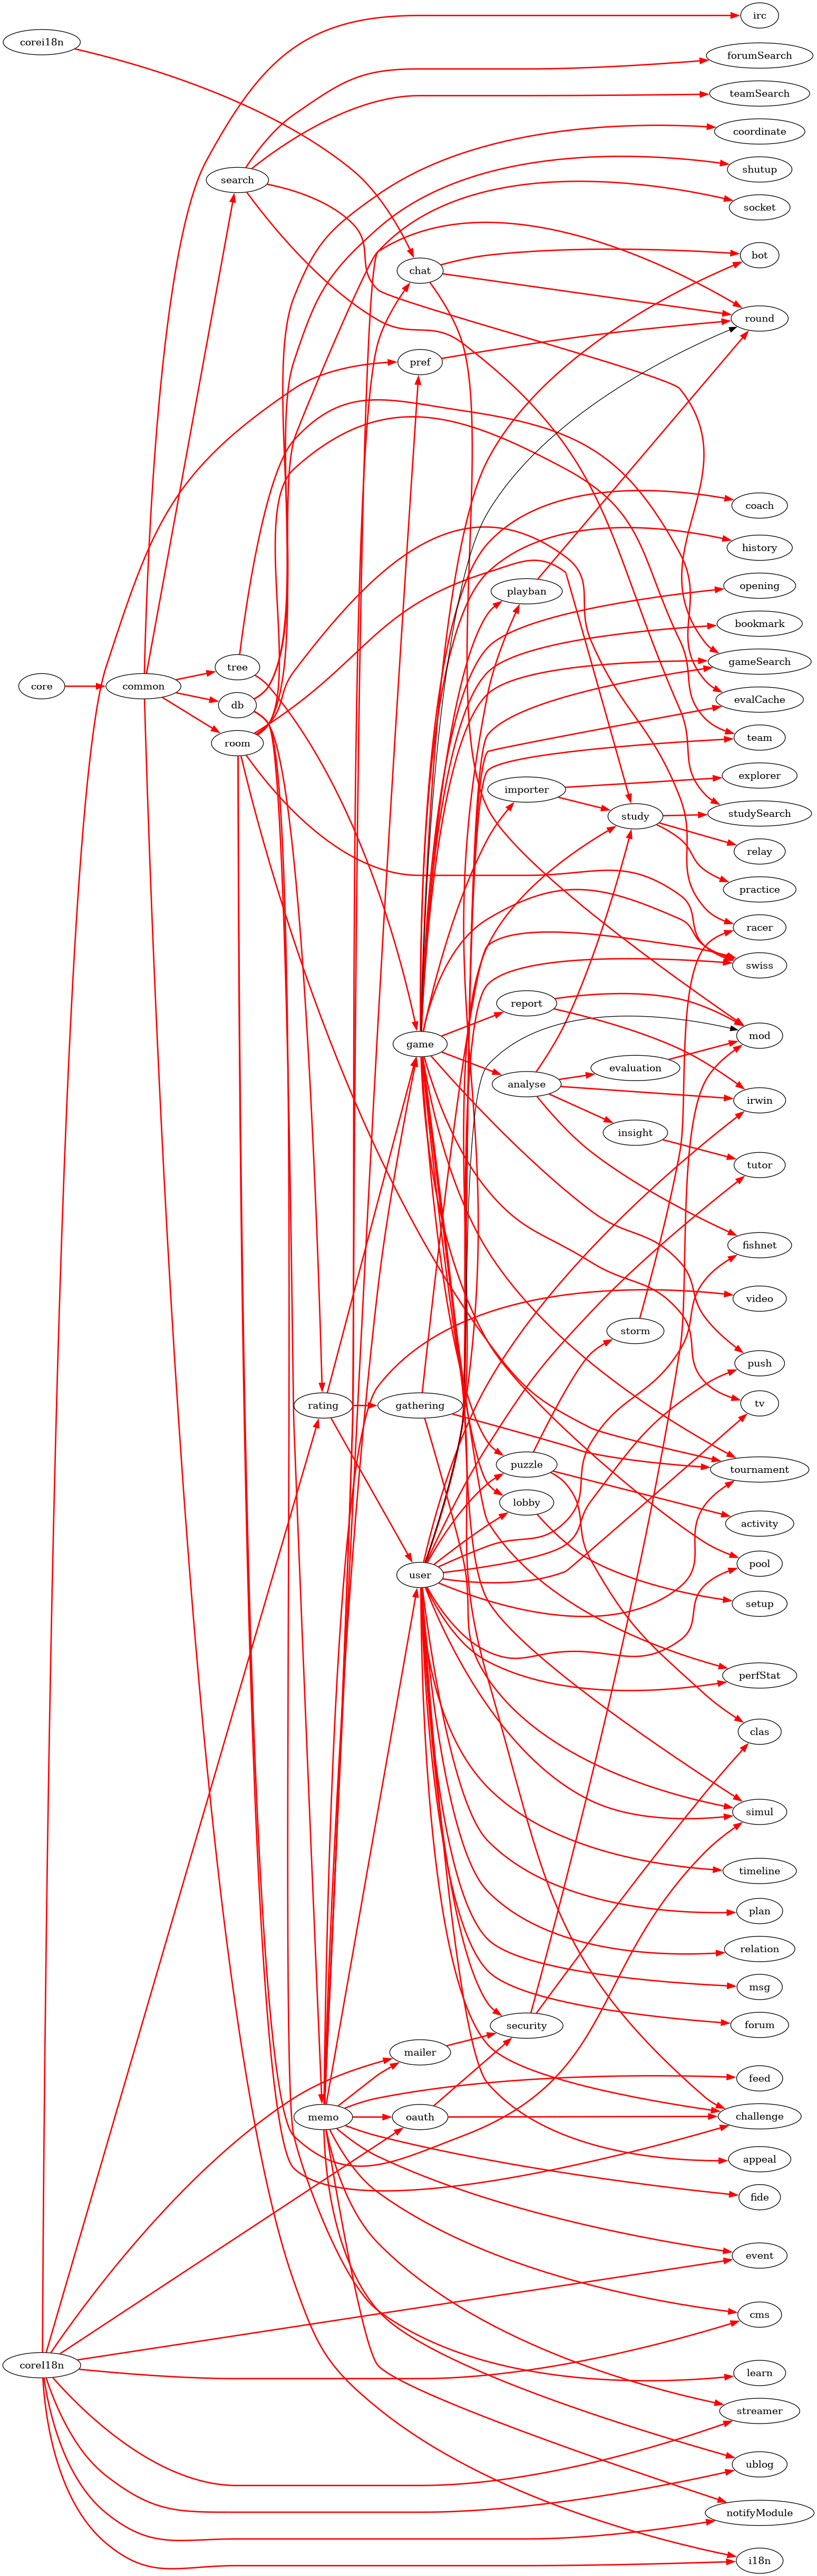 irc
corei18n
forumSearch
teamSearch
coordinate
shutup
search
socket
bot
chat
round
pref
coach
history
opening
playban
bookmark
gameSearch
tree
core
common
evalCache
db
team
room
explorer
importer
studySearch
study
relay
practice
racer
swiss
report
mod
game
evaluation
analyse
irwin
insight
tutor
fishnet
video
storm
push
tv
rating
gathering
puzzle
tournament
lobby
activity
pool
user
setup
perfStat
clas
simul
timeline
plan
relation
msg
security
forum
mailer
feed
memo
oauth
challenge
appeal
fide
event
cms
coreI18n
learn
streamer
ublog
notifyModule
i18n